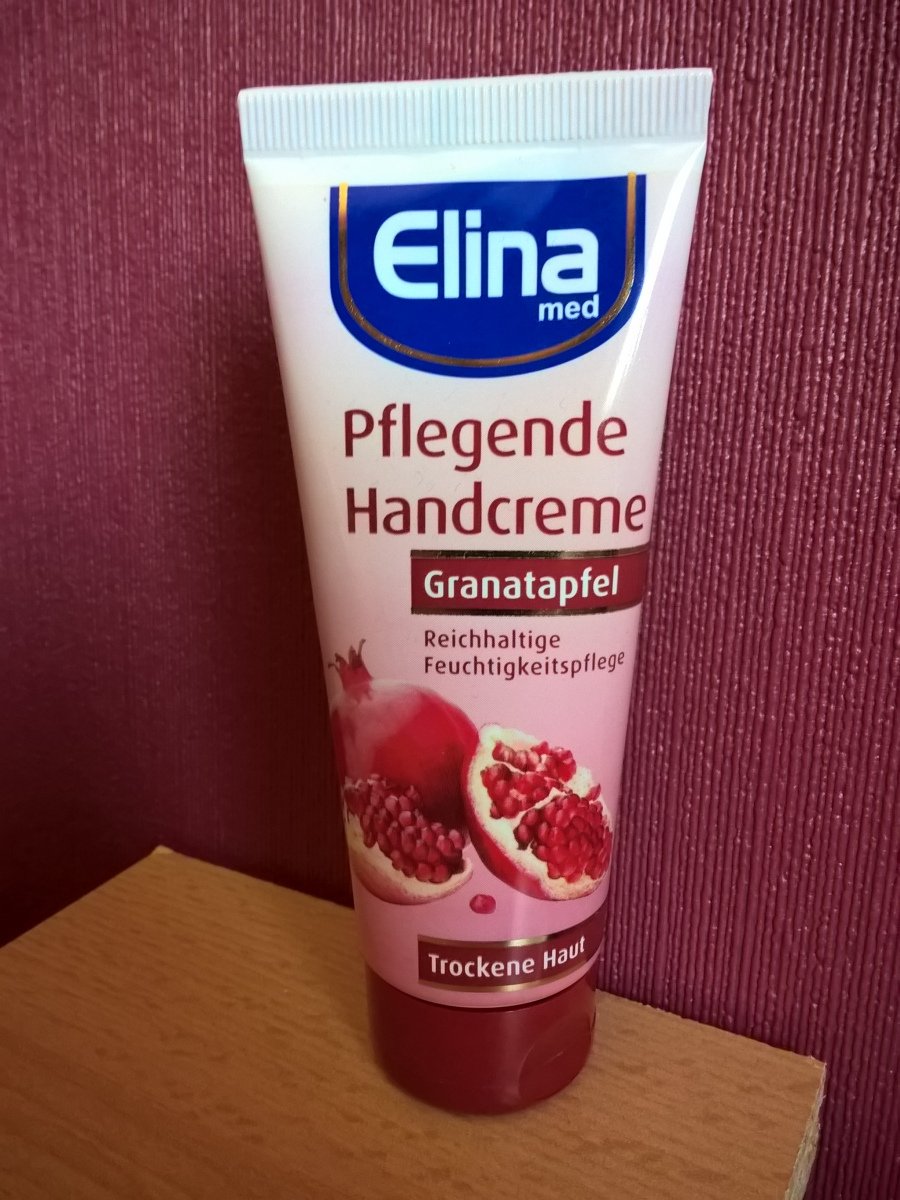 Elina
med
Pflegende
Handcreme
Granatapfel
Reichhaltige
Feuchtigkeitspflege
Trockene Haut